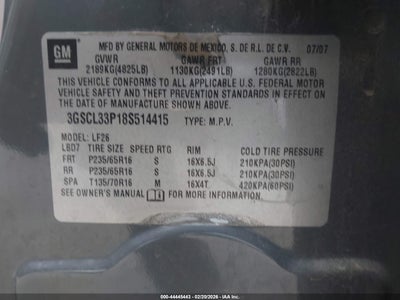 GM
MFD BY GENERAL MOTORS DE MEXICO, S. DE R.L. DE C.V. 07/07
GVWR GAWR FRT GAWR RR
2189KG(4825LB) 1130KG(2491LB) 1280KG(2822LB)
THIS VEHICLE CONFORMS TO ALL APPLICABLE U.S. FEDERAL MOTOR
VEHICLE SAFETY AND THEFT PREVENTION STANDARDS IN EFFECT ON
THE DATE OF MANUFACTURE SHOWN ABOVE.
3GSCL33P18S514415 TYPE: M.P.V.
MODEL: LF26
L6D7 TIRE SIZE SPEED RTG RIM COLD TIRE PRESSURE
FRT P235/65R16 S 16X6.5J 210KPA(30PSI)
RR P235/65R16 S 16X6.5J 210KPA(30PSI)
SPA T135/70R16 M 16X4T 420KPA(60PSI)
SEE OWNER'S MANUAL FOR ADDITIONAL INFORMATION.
000-44445443 - 02/20/2026 - IAA Inc.